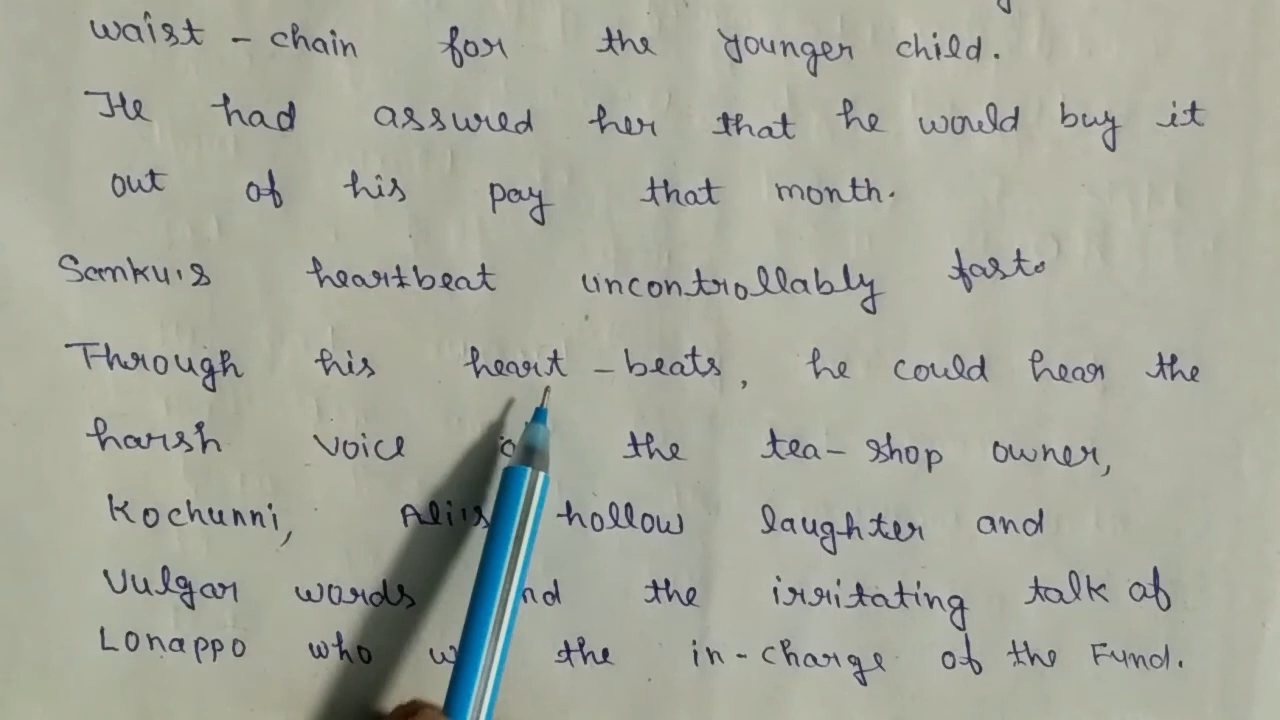 waist - chain for the younger child.
He had assured her that he would buy it
out of his pay that month.
Samku's heartbeat uncontrollably fast.
Through his heart - beats, he could hear the
harsh voice the tea - shop owner,
Kochunni, Ali's hollow laughter and
vulgar words the irritating talk of
Lonappo who the in-charge of the Fund.